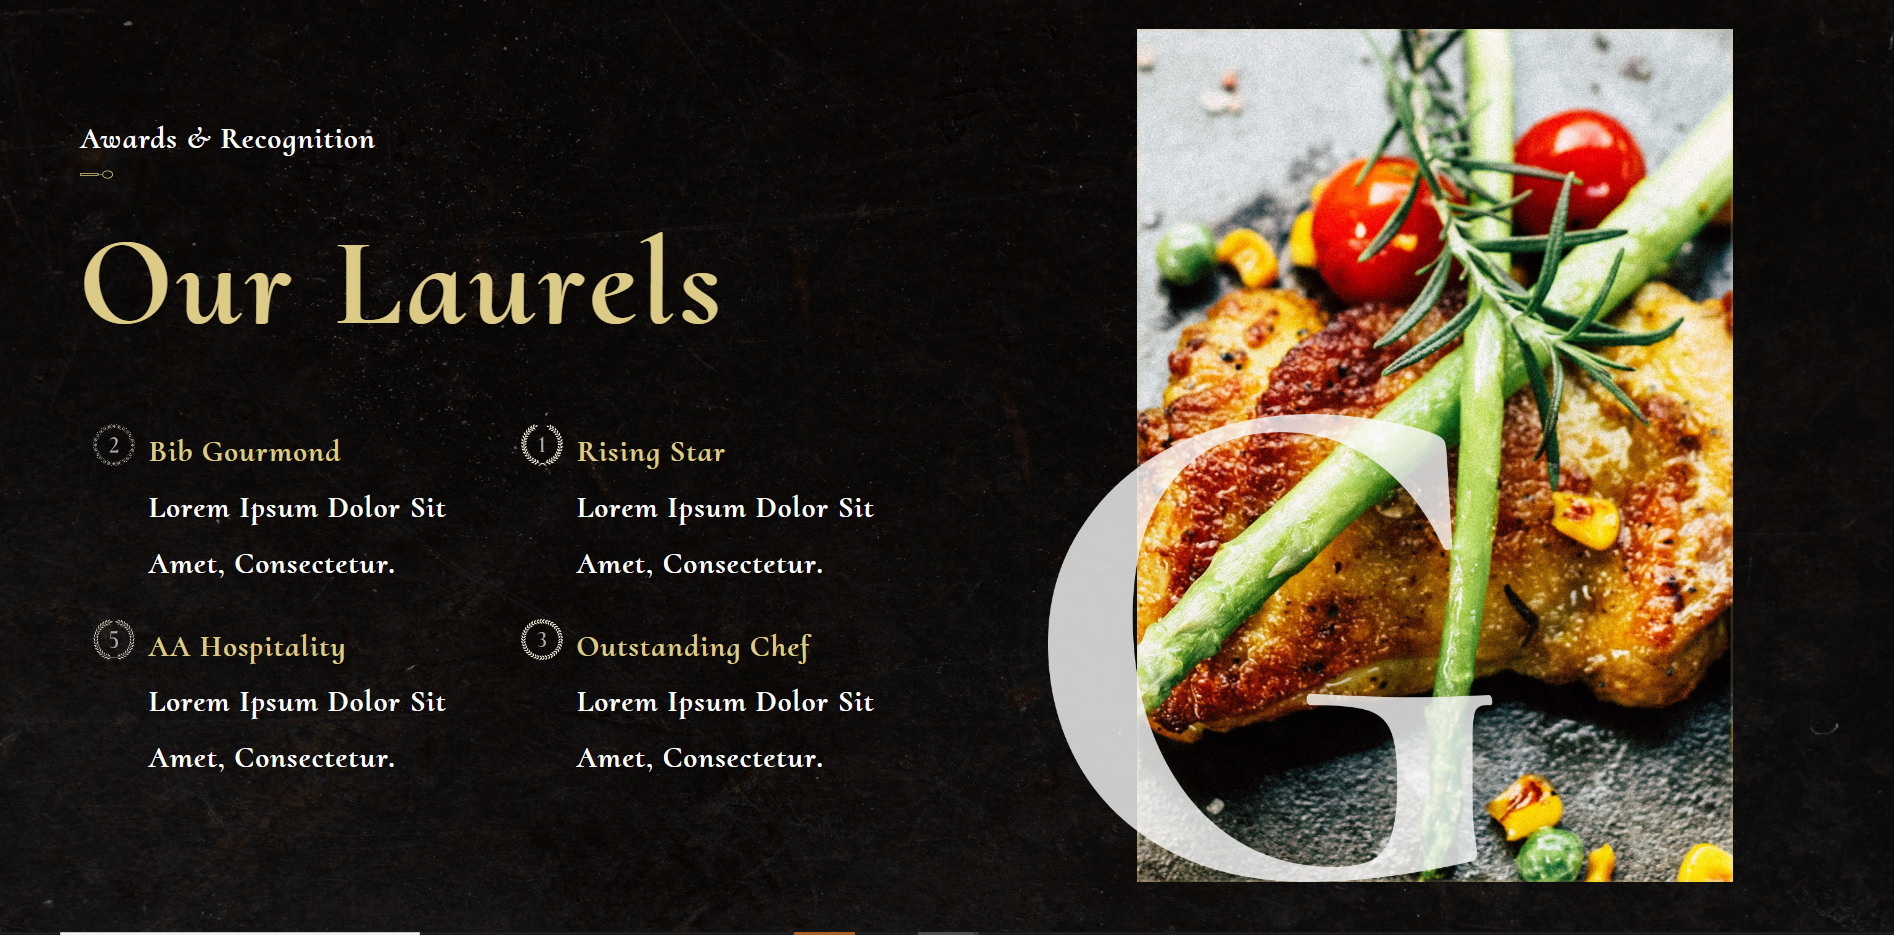 Awards & Recognition
Our Laurels
2
Bib Gourmond
Lorem Ipsum Dolor Sit
Amet, Consectetur.
1
Rising Star
Lorem Ipsum Dolor Sit
Amet, Consectetur.
5
AA Hospitality
Lorem Ipsum Dolor Sit
Amet, Consectetur.
3
Outstanding Chef
Lorem Ipsum Dolor Sit
Amet, Consectetur.
G